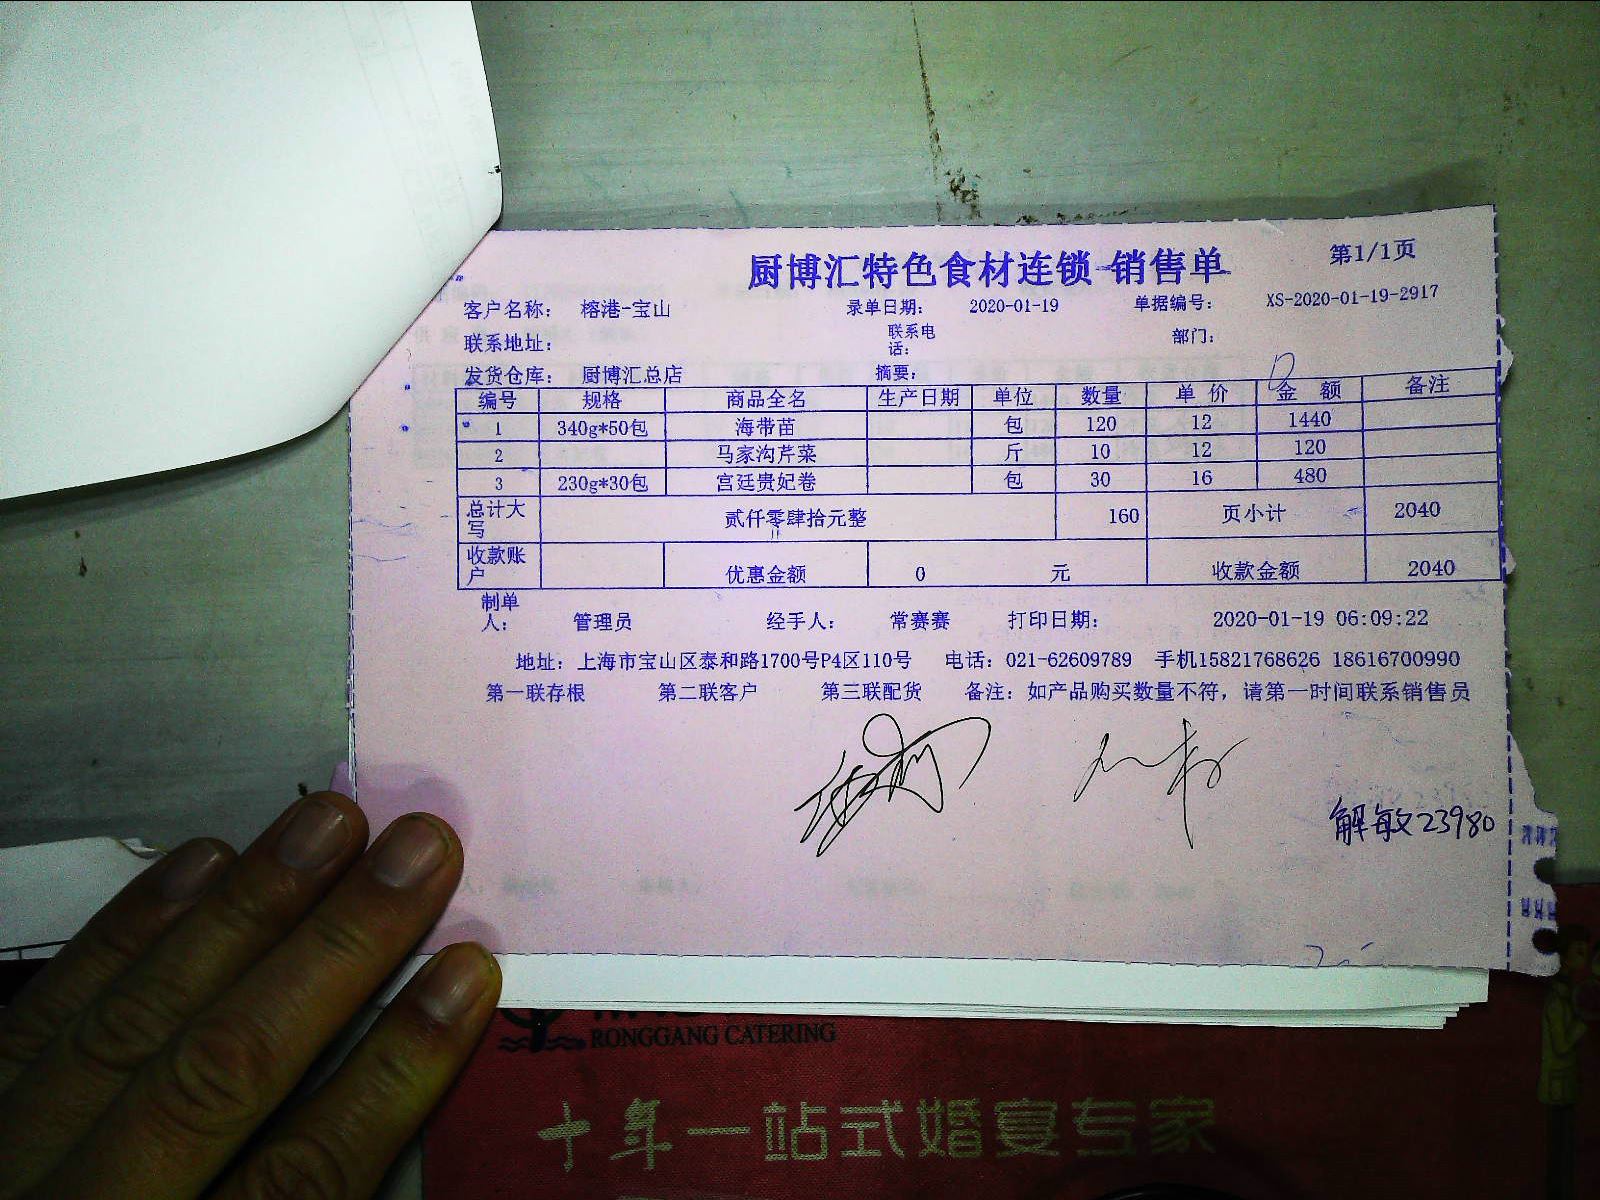 厨博汇特色食材连锁-销售单 第1/1页
客户名称： 榕港-宝山 录单日期： 2020-01-19 单据编号： XS-2020-01-19-2917
联系地址： 联系电话： 部门：
发货仓库： 厨博汇总店 摘要：
编号 规格 商品全名 生产日期 单位 数量 单 价 金 额 备注
1 340g*50包 海带苗 包 120 12 1440
2 马家沟芹菜 斤 10 12 120
3 230g*30包 宫廷贵妃卷 包 30 16 480
总计大写 贰仟零肆拾元整 160 页小计 2040
收款账户 优惠金额 0 元 收款金额 2040
制单人： 管理员 经手人： 常赛赛 打印日期： 2020-01-19 06:09:22
地址：上海市宝山区泰和路1700号P4区110号 电话：021-62609789 手机15821768626 18616700990
第一联存根 第二联客户 第三联配货 备注：如产品购买数量不符，请第一时间联系销售员
解敏23980
RONGGANG CATERING
十年一站式婚宴专家